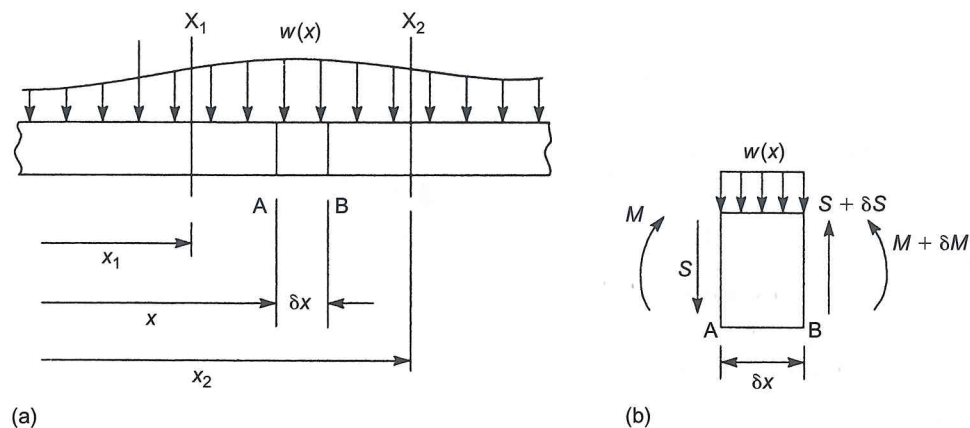 X₁
w(x)
X₂
A
B
x₁
x
δx
x₂
(a)
w(x)
S + δS
M
M + δM
S
A
B
δx
(b)